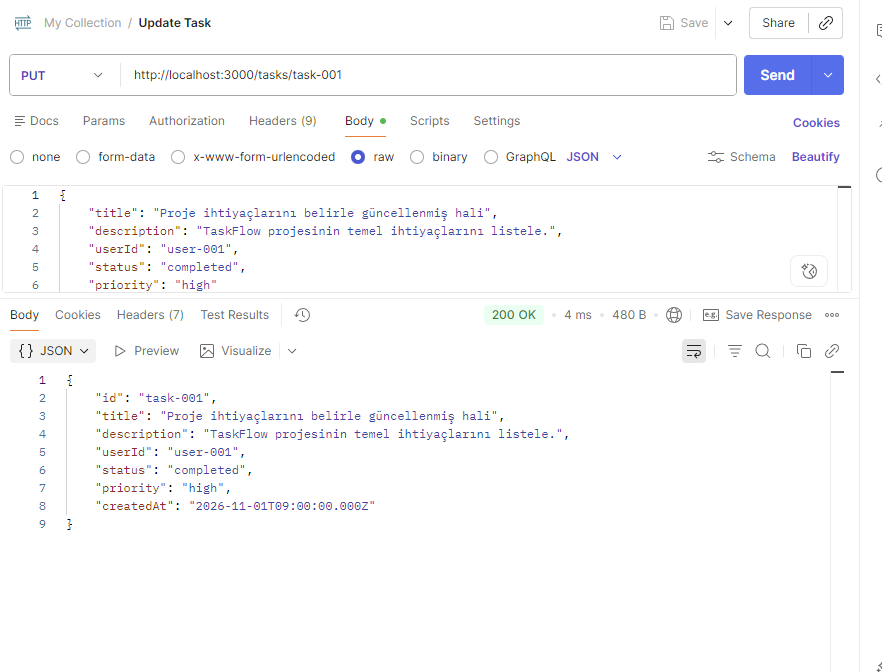 HTTP My Collection / Update Task Save Share
PUT http://localhost:3000/tasks/task-001 Send
Docs Params Authorization Headers (9) Body Scripts Settings Cookies
none form-data x-www-form-urlencoded raw binary GraphQL JSON Schema Beautify
1 {
2 "title": "Proje ihtiyaçlarını belirle güncellenmiş hali",
3 "description": "TaskFlow projesinin temel ihtiyaçlarını listele.",
4 "userId": "user-001",
5 "status": "completed",
6 "priority": "high"
Body Cookies Headers (7) Test Results 200 OK 4 ms 480 B e.g. Save Response
{} JSON Preview Visualize
1 {
2 "id": "task-001",
3 "title": "Proje ihtiyaçlarını belirle güncellenmiş hali",
4 "description": "TaskFlow projesinin temel ihtiyaçlarını listele.",
5 "userId": "user-001",
6 "status": "completed",
7 "priority": "high",
8 "createdAt": "2026-11-01T09:00:00.000Z"
9 }